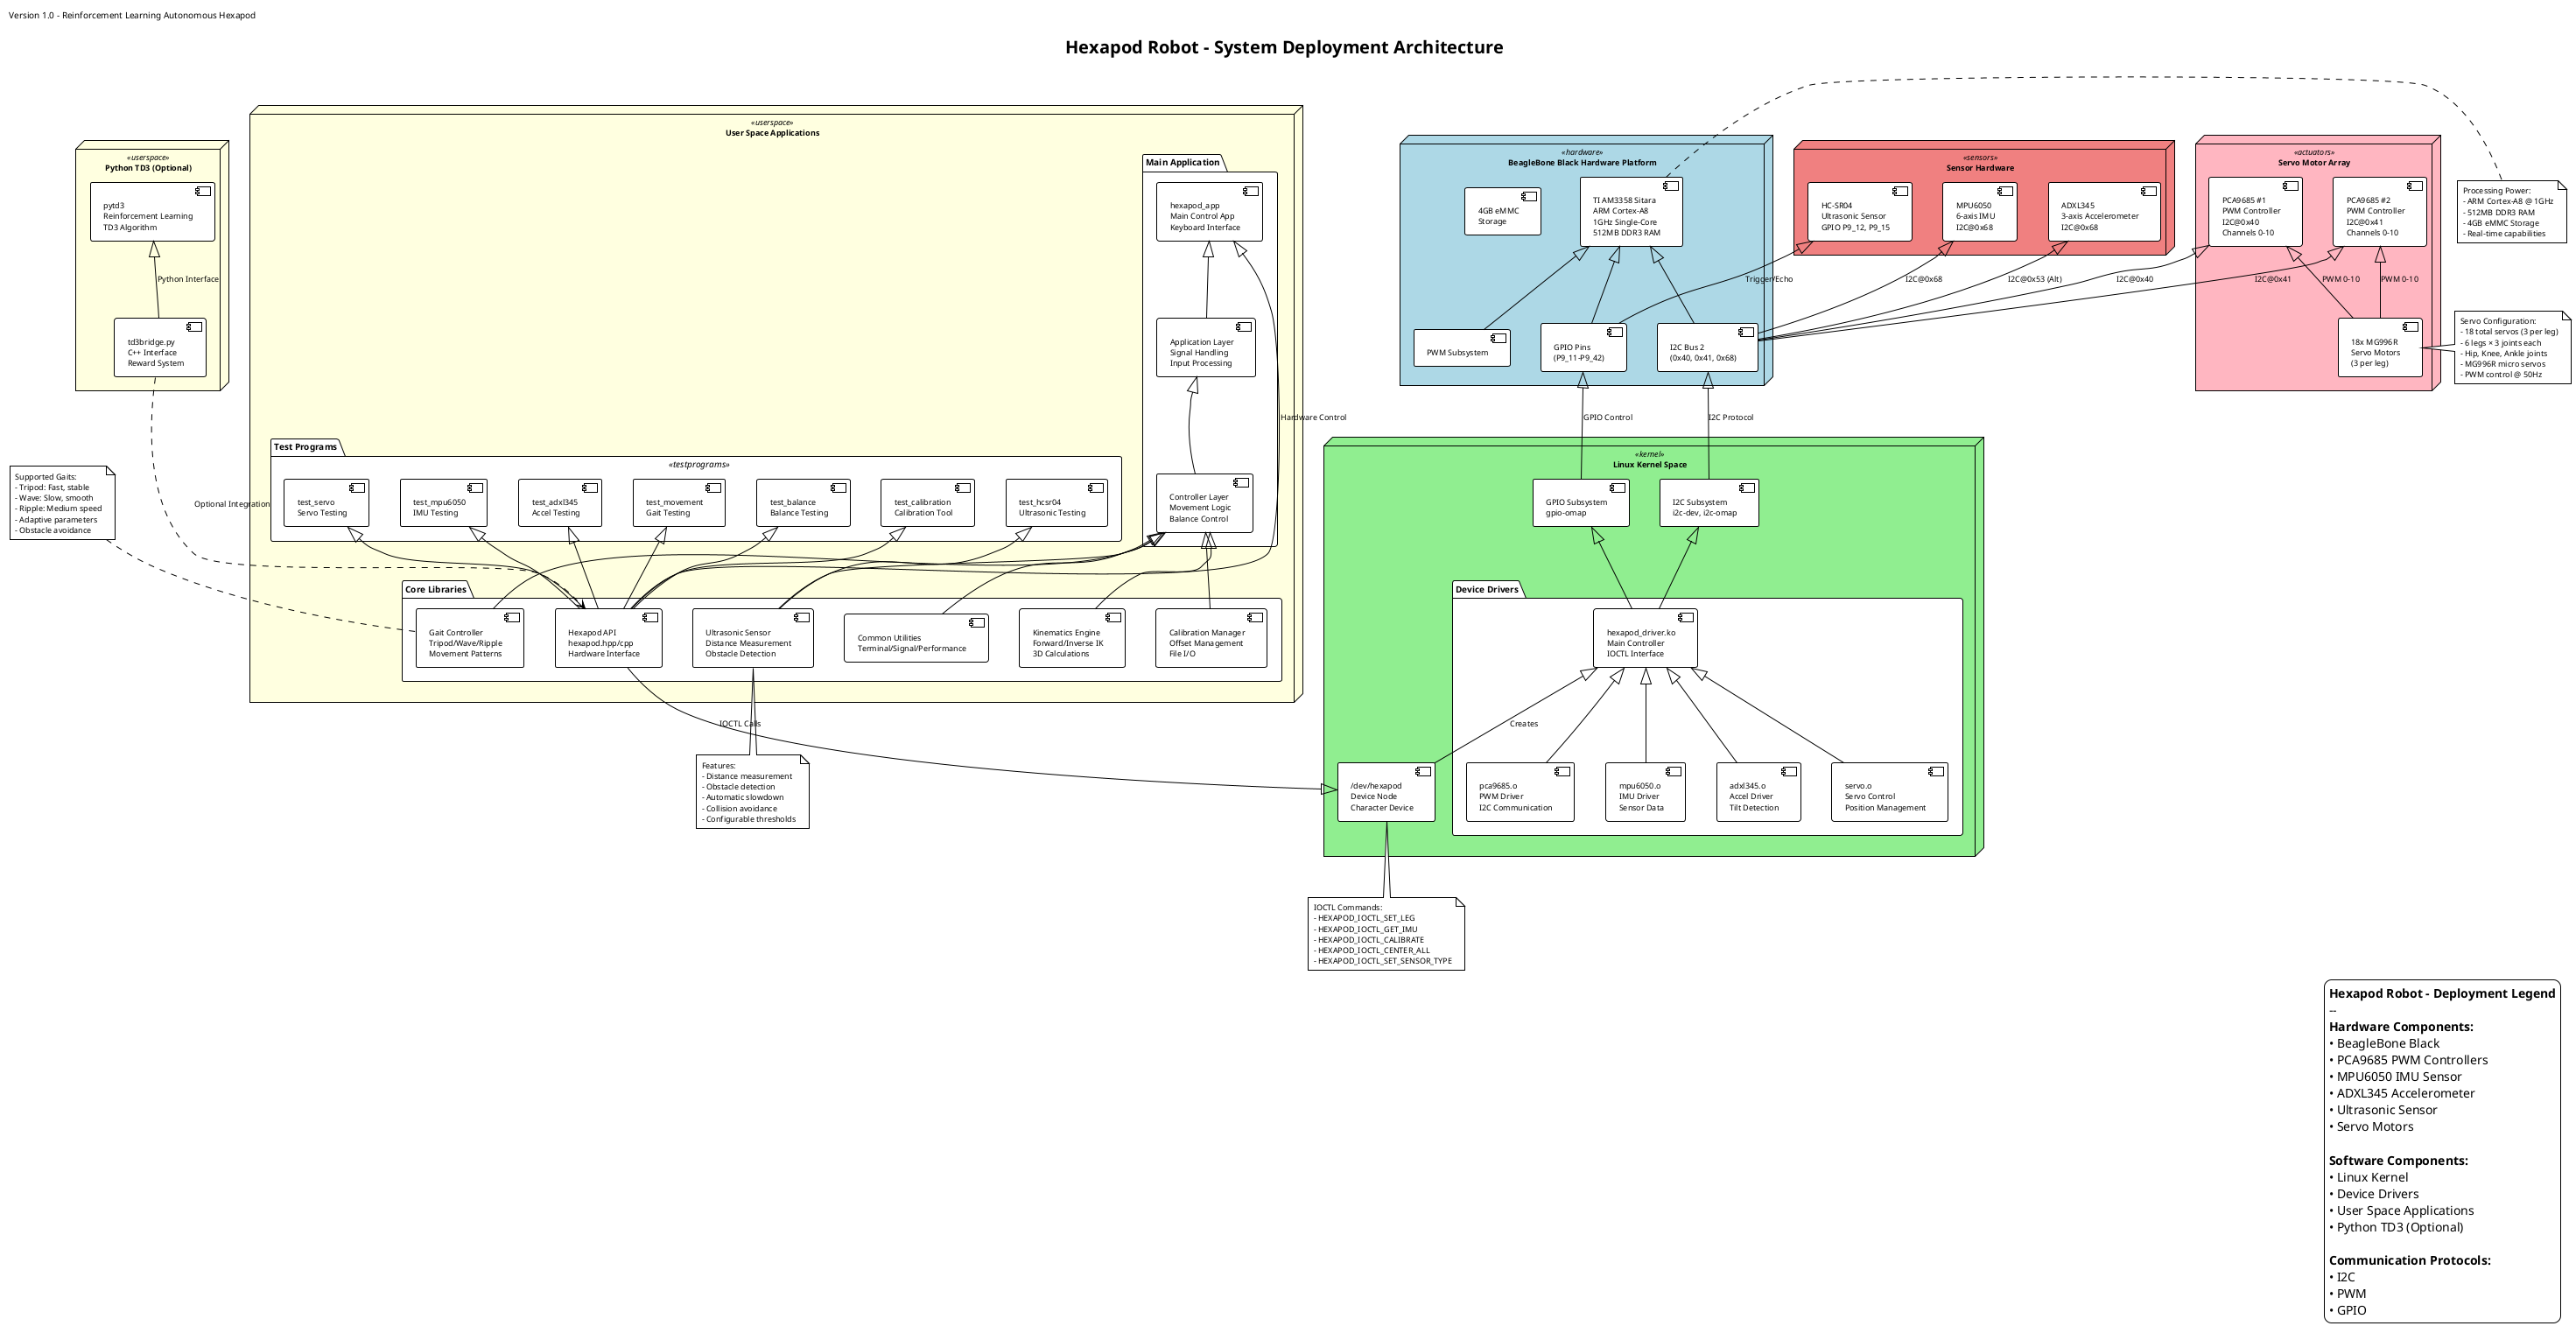 Version 1.0 - Reinforcement Learning Autonomous Hexapod
Hexapod Robot - System Deployment Architecture
«userspace»
Python TD3 (Optional)
pytd3
Reinforcement Learning
TD3 Algorithm
Python Interface
td3bridge.py
C++ Interface
Reward System
Optional Integration
Supported Gaits:
- Tripod: Fast, stable
- Wave: Slow, smooth
- Ripple: Medium speed
- Adaptive parameters
- Obstacle avoidance
«userspace»
User Space Applications
Main Application
hexapod_app
Main Control App
Keyboard Interface
Application Layer
Signal Handling
Input Processing
Hardware Control
Controller Layer
Movement Logic
Balance Control
Test Programs
«testprograms»
test_servo
Servo Testing
test_mpu6050
IMU Testing
test_adxl345
Accel Testing
test_movement
Gait Testing
test_balance
Balance Testing
test_calibration
Calibration Tool
test_hcsr04
Ultrasonic Testing
Core Libraries
Gait Controller
Tripod/Wave/Ripple
Movement Patterns
Hexapod API
hexapod.hpp/cpp
Hardware Interface
Ultrasonic Sensor
Distance Measurement
Obstacle Detection
Common Utilities
Terminal/Signal/Performance
Kinematics Engine
Forward/Inverse IK
3D Calculations
Calibration Manager
Offset Management
File I/O
IOCTL Calls
Features:
- Distance measurement
- Obstacle detection
- Automatic slowdown
- Collision avoidance
- Configurable thresholds
«hardware»
BeagleBone Black Hardware Platform
4GB eMMC
Storage
TI AM3358 Sitara
ARM Cortex-A8
1GHz Single-Core
512MB DDR3 RAM
PWM Subsystem
GPIO Pins
(P9_11-P9_42)
I2C Bus 2
(0x40, 0x41, 0x68)
«sensors»
Sensor Hardware
HC-SR04
Ultrasonic Sensor
GPIO P9_12, P9_15
MPU6050
6-axis IMU
I2C@0x68
ADXL345
3-axis Accelerometer
I2C@0x68
Trigger/Echo
I2C@0x68
I2C@0x53 (Alt)
I2C@0x40
I2C@0x41
«actuators»
Servo Motor Array
PCA9685 #1
PWM Controller
I2C@0x40
Channels 0-10
PCA9685 #2
PWM Controller
I2C@0x41
Channels 0-10
PWM 0-10
PWM 0-10
18x MG996R
Servo Motors
(3 per leg)
Processing Power:
- ARM Cortex-A8 @ 1GHz
- 512MB DDR3 RAM
- 4GB eMMC Storage
- Real-time capabilities
Servo Configuration:
- 18 total servos (3 per leg)
- 6 legs × 3 joints each
- Hip, Knee, Ankle joints
- MG996R micro servos
- PWM control @ 50Hz
GPIO Control
I2C Protocol
«kernel»
Linux Kernel Space
GPIO Subsystem
gpio-omap
I2C Subsystem
i2c-dev, i2c-omap
Device Drivers
hexapod_driver.ko
Main Controller
IOCTL Interface
Creates
/dev/hexapod
Device Node
Character Device
pca9685.o
PWM Driver
I2C Communication
mpu6050.o
IMU Driver
Sensor Data
adxl345.o
Accel Driver
Tilt Detection
servo.o
Servo Control
Position Management
IOCTL Commands:
- HEXAPOD_IOCTL_SET_LEG
- HEXAPOD_IOCTL_GET_IMU
- HEXAPOD_IOCTL_CALIBRATE
- HEXAPOD_IOCTL_CENTER_ALL
- HEXAPOD_IOCTL_SET_SENSOR_TYPE
Hexapod Robot - Deployment Legend
--
Hardware Components:
• BeagleBone Black
• PCA9685 PWM Controllers
• MPU6050 IMU Sensor
• ADXL345 Accelerometer
• Ultrasonic Sensor
• Servo Motors
Software Components:
• Linux Kernel
• Device Drivers
• User Space Applications
• Python TD3 (Optional)
Communication Protocols:
• I2C
• PWM
• GPIO